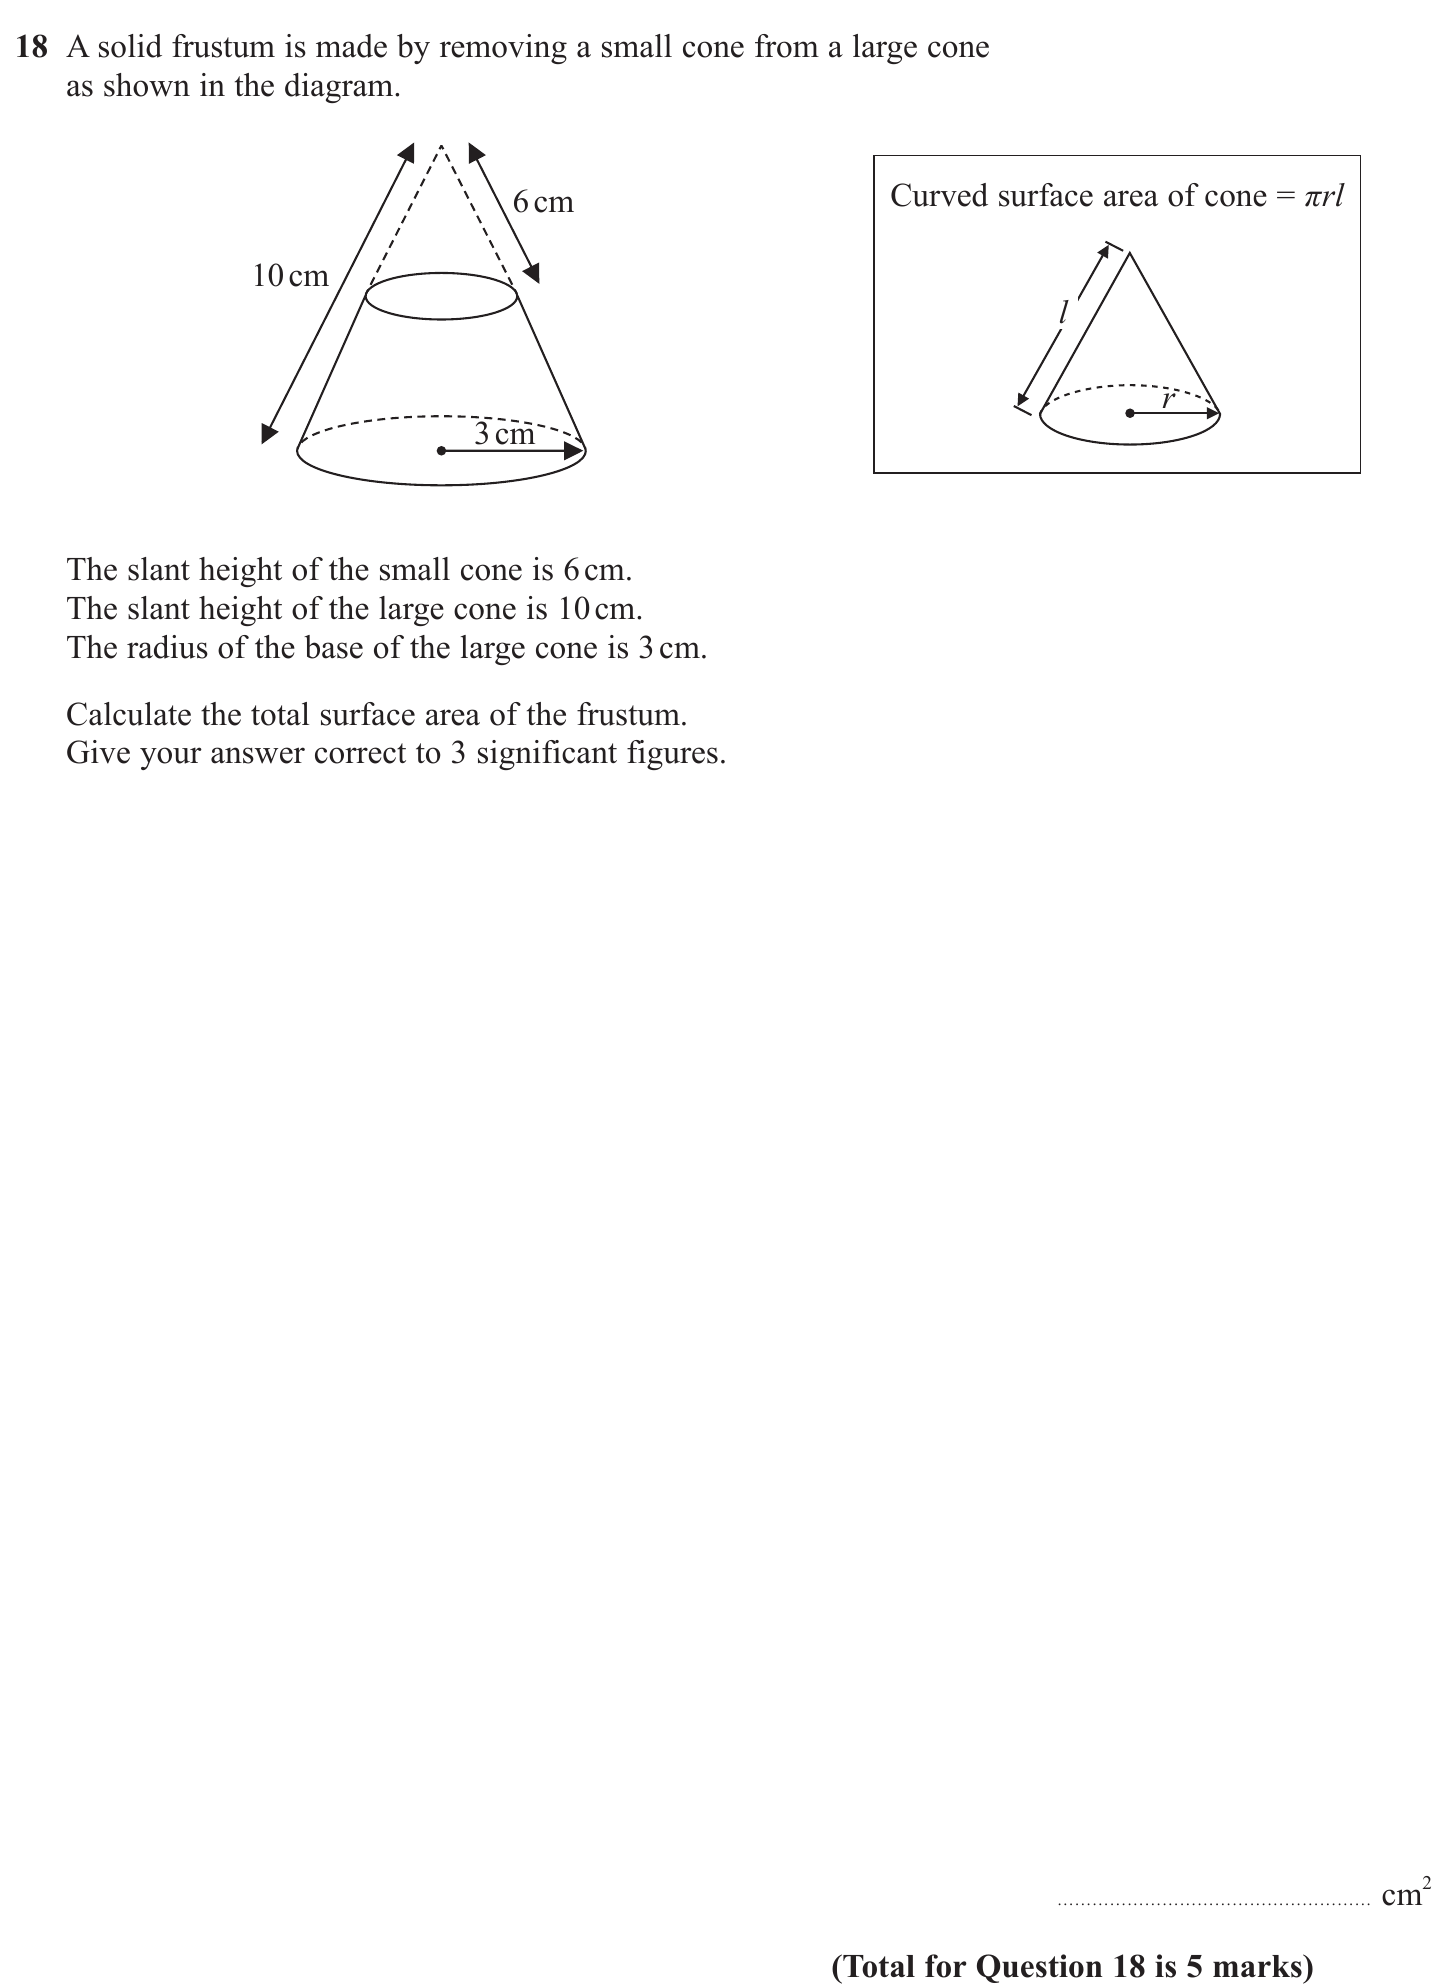 18 A solid frustum is made by removing a small cone from a large cone
as shown in the diagram.
6 cm
10 cm
3 cm
Curved surface area of cone = πrl
l
r
The slant height of the small cone is 6 cm.
The slant height of the large cone is 10 cm.
The radius of the base of the large cone is 3 cm.
Calculate the total surface area of the frustum.
Give your answer correct to 3 significant figures.
...................................................... cm²
(Total for Question 18 is 5 marks)